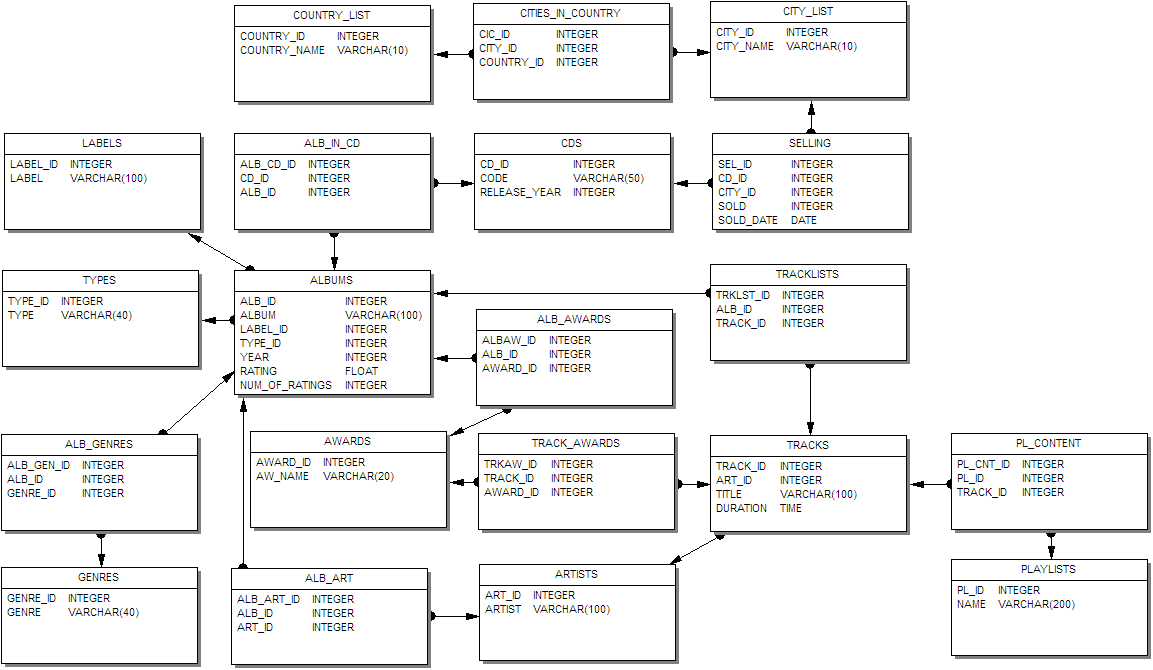 COUNTRY_LIST
COUNTRY_ID INTEGER
COUNTRY_NAME VARCHAR(10)
CITIES_IN_COUNTRY
CIC_ID INTEGER
CITY_ID INTEGER
COUNTRY_ID INTEGER
CITY_LIST
CITY_ID INTEGER
CITY_NAME VARCHAR(10)
LABELS
LABEL_ID INTEGER
LABEL VARCHAR(100)
ALB_IN_CD
ALB_CD_ID INTEGER
CD_ID INTEGER
ALB_ID INTEGER
CDS
CD_ID INTEGER
CODE VARCHAR(50)
RELEASE_YEAR INTEGER
SELLING
SEL_ID INTEGER
CD_ID INTEGER
CITY_ID INTEGER
SOLD INTEGER
SOLD_DATE DATE
TYPES
TYPE_ID INTEGER
TYPE VARCHAR(40)
ALBUMS
ALB_ID INTEGER
ALBUM VARCHAR(100)
LABEL_ID INTEGER
TYPE_ID INTEGER
YEAR INTEGER
RATING FLOAT
NUM_OF_RATINGS INTEGER
ALB_AWARDS
ALBAW_ID INTEGER
ALB_ID INTEGER
AWARD_ID INTEGER
TRACKLISTS
TRKLST_ID INTEGER
ALB_ID INTEGER
TRACK_ID INTEGER
ALB_GENRES
ALB_GEN_ID INTEGER
ALB_ID INTEGER
GENRE_ID INTEGER
AWARDS
AWARD_ID INTEGER
AW_NAME VARCHAR(20)
TRACK_AWARDS
TRKAW_ID INTEGER
TRACK_ID INTEGER
AWARD_ID INTEGER
TRACKS
TRACK_ID INTEGER
ART_ID INTEGER
TITLE VARCHAR(100)
DURATION TIME
PL_CONTENT
PL_CNT_ID INTEGER
PL_ID INTEGER
TRACK_ID INTEGER
GENRES
GENRE_ID INTEGER
GENRE VARCHAR(40)
ALB_ART
ALB_ART_ID INTEGER
ALB_ID INTEGER
ART_ID INTEGER
ARTISTS
ART_ID INTEGER
ARTIST VARCHAR(100)
PLAYLISTS
PL_ID INTEGER
NAME VARCHAR(200)